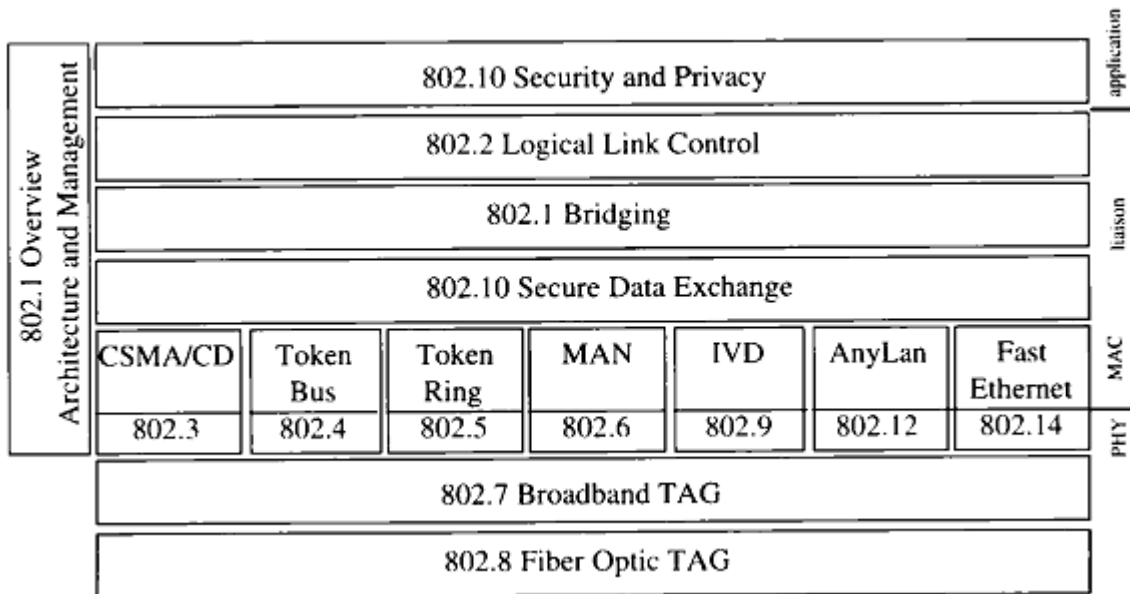 802.1 Overview
Architecture and Management
802.10 Security and Privacy
application
802.2 Logical Link Control
802.1 Bridging
liaison
802.10 Secure Data Exchange
CSMA/CD
Token
Bus
Token
Ring
MAN
IVD
AnyLan
Fast
Ethernet
MAC
802.3
802.4
802.5
802.6
802.9
802.12
802.14
PHY
802.7 Broadband TAG
802.8 Fiber Optic TAG